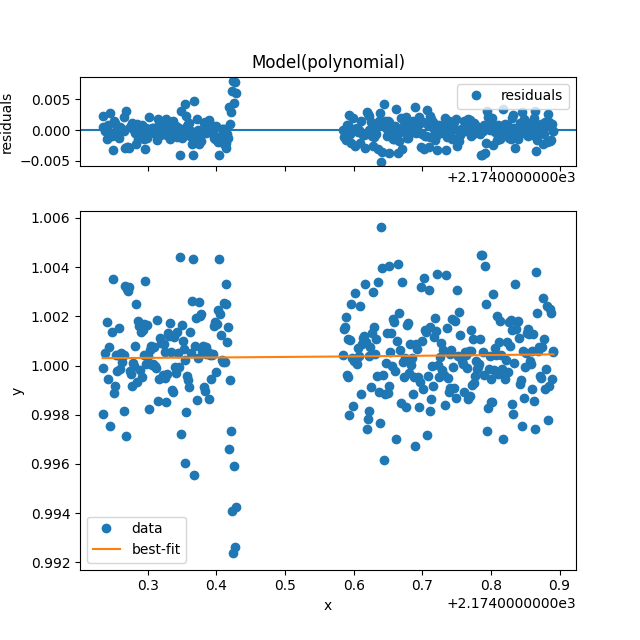 Model(polynomial)
residuals
0.005
0.000
−0.005
residuals
+2.1740000000e3
y
1.006
1.004
1.002
1.000
0.998
0.996
0.994
0.992
data
best-fit
0.3 0.4 0.5 0.6 0.7 0.8 0.9
x
+2.1740000000e3